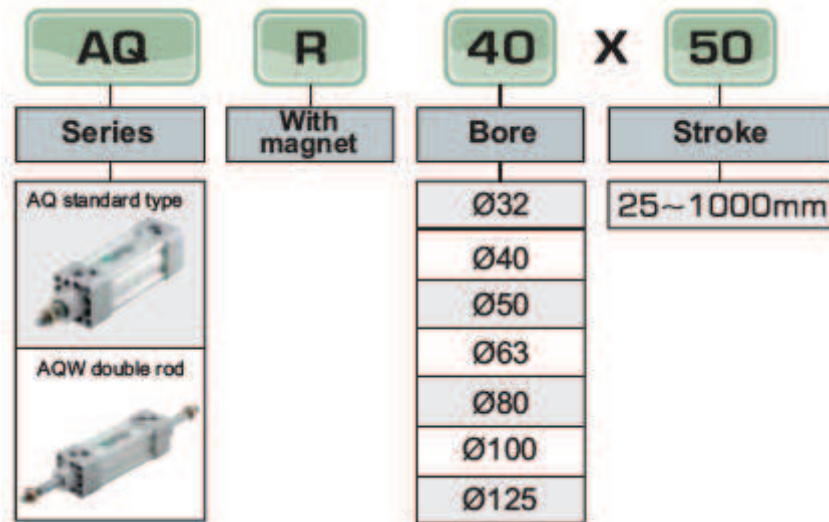 AQ R 40 X 50
Series
With
magnet
Bore
Stroke
AQ standard type
AQW double rod
Ø32
Ø40
Ø50
Ø63
Ø80
Ø100
Ø125
25~1000mm